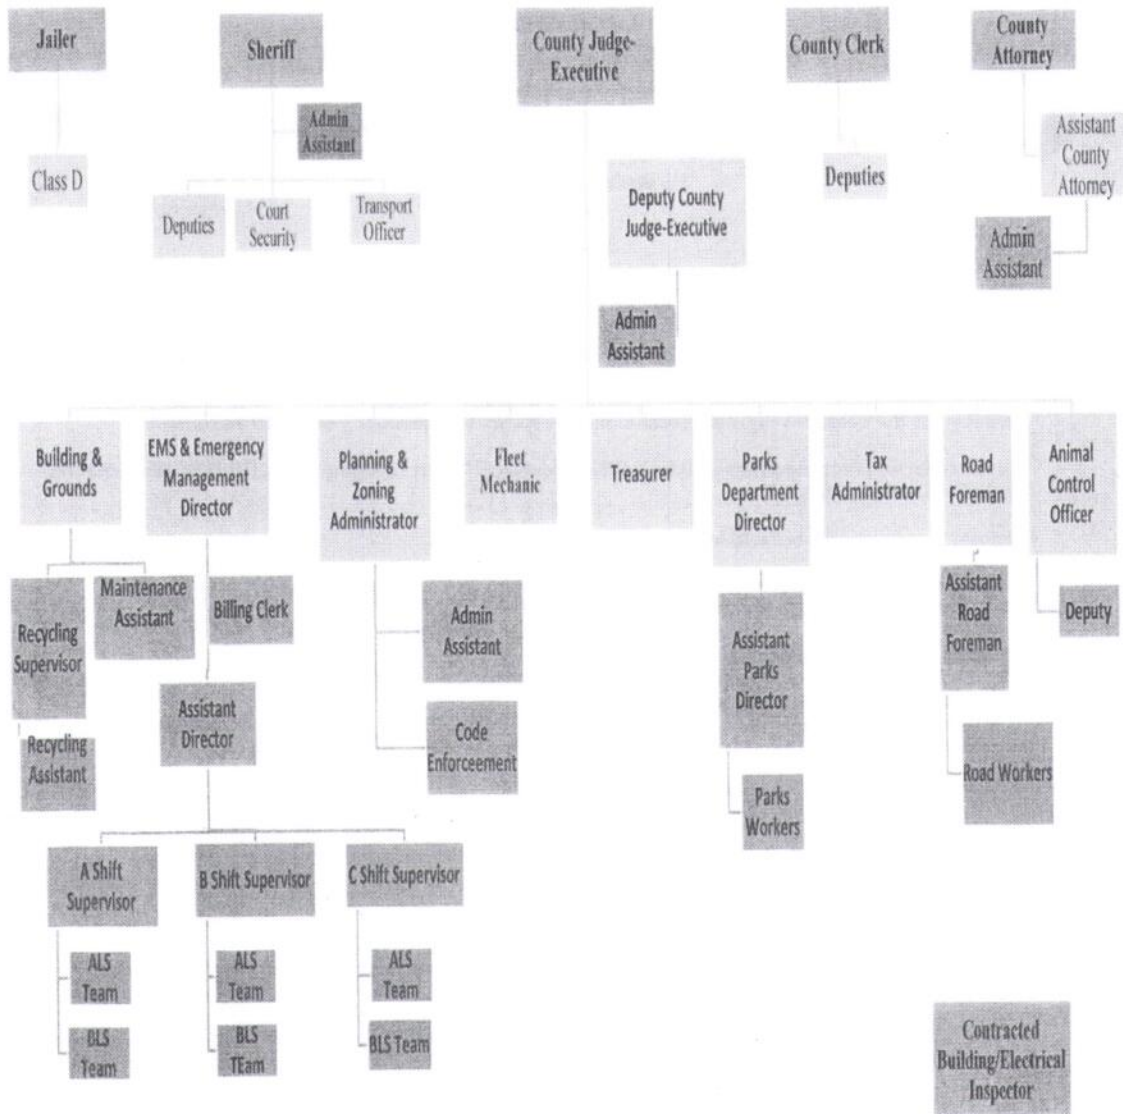 Jailer
Sheriff
County Judge-
Executive
County Clerk
County
Attorney
Admin
Assistant
Class D
Deputies
Court
Security
Transport
Officer
Deputy County
Judge-Executive
Admin
Assistant
Deputies
Assistant
County
Attorney
Admin
Assistant
Building &
Grounds
EMS & Emergency
Management
Director
Planning &
Zoning
Administrator
Fleet
Mechanic
Treasurer
Parks
Department
Director
Tax
Administrator
Road
Foreman
Animal
Control
Officer
Recycling
Supervisor
Maintenance
Assistant
Billing Clerk
Admin
Assistant
Assistant
Parks
Director
Assistant
Road
Foreman
Deputy
Recycling
Assistant
Assistant
Director
Code
Enforceement
Parks
Workers
Road Workers
A Shift
Supervisor
B Shift Supervisor
C Shift Supervisor
ALS
Team
BLS
Team
ALS
Team
BLS
TEam
ALS
Team
BLS Team
Contracted
Building/Electrical
Inspector